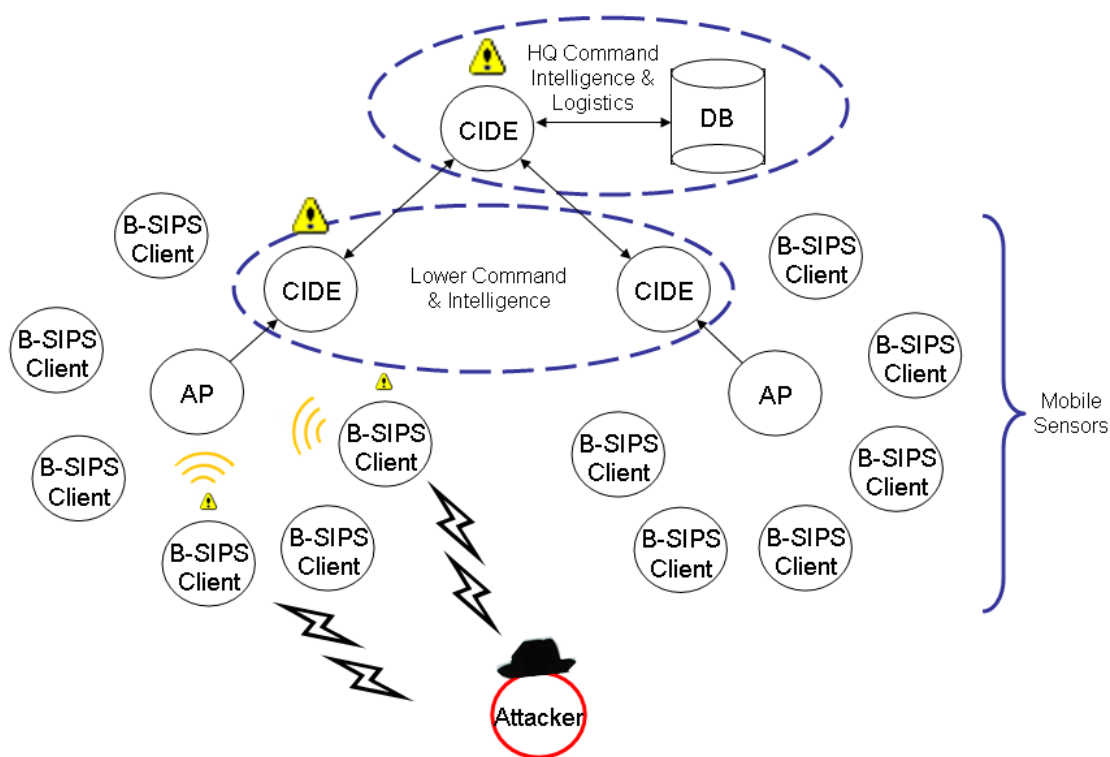 HQ Command
Intelligence &
Logistics
CIDE
DB
B-SIPS
Client
CIDE
Lower Command
& Intelligence
CIDE
B-SIPS
Client
B-SIPS
Client
AP
B-SIPS
Client
B-SIPS
Client
B-SIPS
Client
B-SIPS
Client
B-SIPS
Client
AP
B-SIPS
Client
B-SIPS
Client
B-SIPS
Client
B-SIPS
Client
B-SIPS
Client
Mobile
Sensors
Attacker